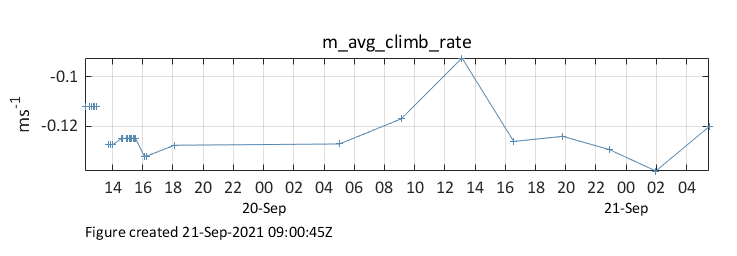 m_avg_climb_rate
-0.1
-0.12
ms-1
14 16 18 20 22 00 02 04 06 08 10 12 14 16 18 20 22 00 02 04
20-Sep 21-Sep
Figure created 21-Sep-2021 09:00:45Z